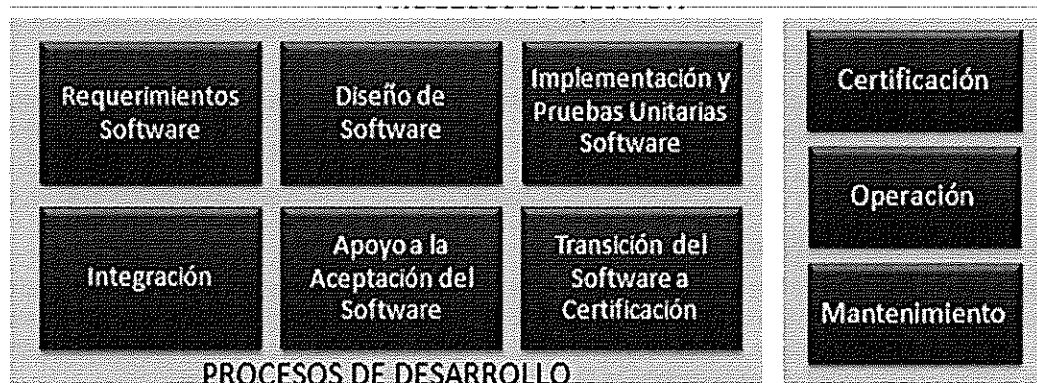 Requerimientos
Software
Diseño de
Software
Implementación y
Pruebas Unitarias
Software
Integración
Apoyo a la
Aceptación del
Software
Transición del
Software a
Certificación
PROCESOS DE DESARROLLO
Certificación
Operación
Mantenimiento